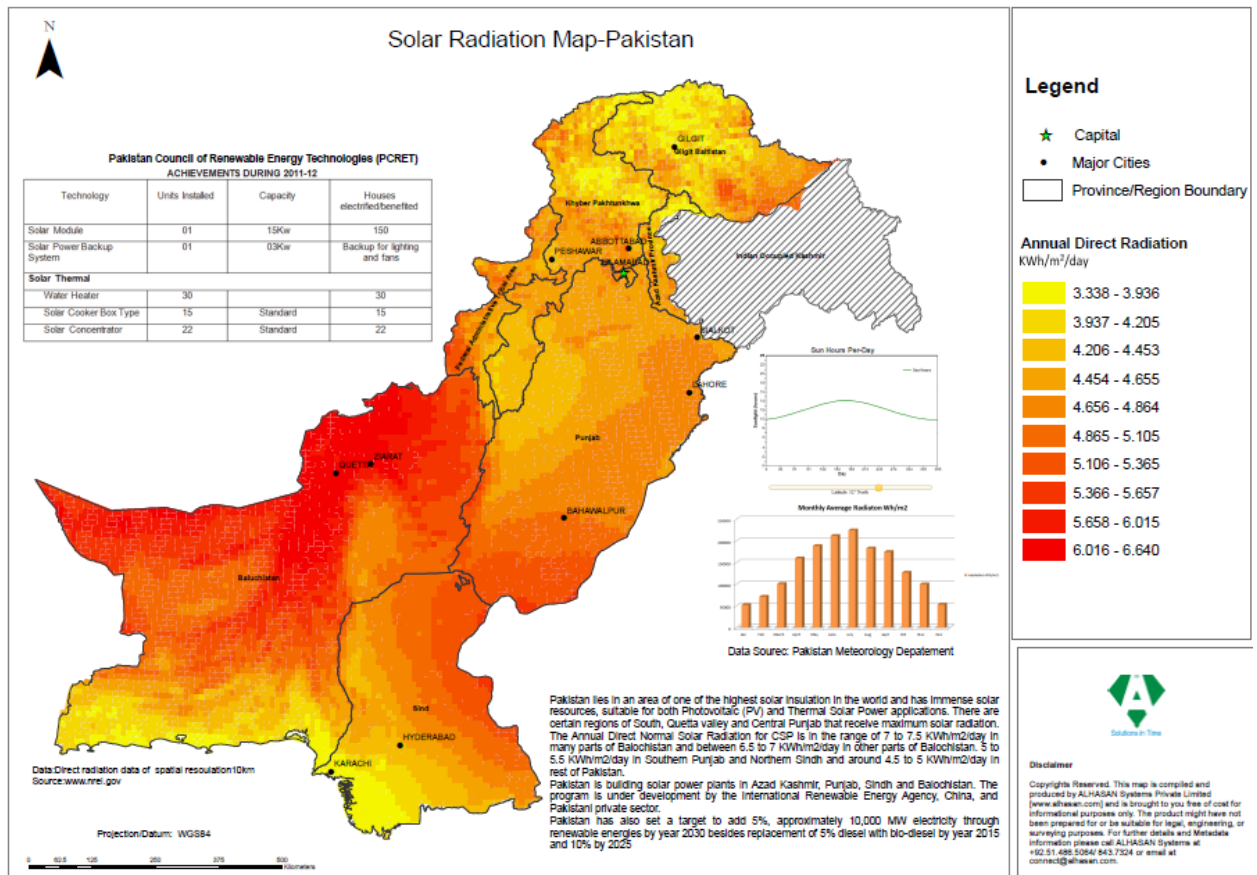 N
Solar Radiation Map-Pakistan
Pakistan Council of Renewable Energy Technologies (PCRET)
ACHIEVEMENTS DURING 2011-12
Technology Units Installed Capacity Houses electrified/benefited
Solar Module 01 15Kw 150
Solar Power Backup System 01 03Kw Backup for lighting and fans
Solar Thermal
Water Heater 30 30
Solar Cooker Box Type 15 Standard 15
Solar Concentrator 22 Standard 22
GILGIT
Gilgit Baltistan
Khyber Pakhtunkhwa
ABBOTTABAD
PESHAWAR
ISLAMABAD
Indian Occupied Kashmir
SIALKOT
LAHORE
Punjab
ZIARAT
QUETTA
BAHAWALPUR
Baluchistan
Sind
HYDERABAD
KARACHI
Sun Hours Per-Day
Day
Monthly Average Radiaton Wh/m2
Data Sourec: Pakistan Meteorology Depatement
Pakistan lies in an area of one of the highest solar insulation in the world and has immense solar
resources, suitable for both Photovoltaic (PV) and Thermal Solar Power applications. There are
certain regions of South, Quetta valley and Central Punjab that receive maximum solar radiation.
The Annual Direct Normal Solar Radiation for CSP is in the range of 7 to 7.5 KWh/m2/day in
many parts of Balochistan and between 6.5 to 7 KWh/m2/day in other parts of Balochistan. 5 to
5.5 KWh/m2/day in Southern Punjab and Northern Sindh and around 4.5 to 5 KWh/m2/day in
rest of Pakistan.
Pakistan is building solar power plants in Azad Kashmir, Punjab, Sindh and Balochistan. The
program is under development by the International Renewable Energy Agency, China, and
Pakistani private sector.
Pakistan has also set a target to add 5%, approximately 10,000 MW electricity through
renewable energies by year 2030 besides replacement of 5% diesel with bio-diesel by year 2015
and 10% by 2025
Data:Direct radiation data of spatial resoulation10km
Source:www.nrel.gov
Projection/Datum: WGS84
0 62.5 125 250 375 500
Kilometers
Legend
Capital
Major Cities
Province/Region Boundary
Annual Direct Radiation
KWh/m²/day
3.338 - 3.936
3.937 - 4.205
4.206 - 4.453
4.454 - 4.655
4.656 - 4.864
4.865 - 5.105
5.106 - 5.365
5.366 - 5.657
5.658 - 6.015
6.016 - 6.640
A
Solutions in Time
Disclaimer
Copyrights Reserved. This map is compiled and
produced by ALHASAN Systems Private Limited
[www.alhasan.com] and is brought to you free of cost for
informational purposes only. The product might have not
been prepared for or be suitable for legal, engineering, or
surveying purposes. For further details and Metadata
information please call ALHASAN Systems at
+92.51.486.5064/ 843.7324 or email at
connect@alhasan.com.